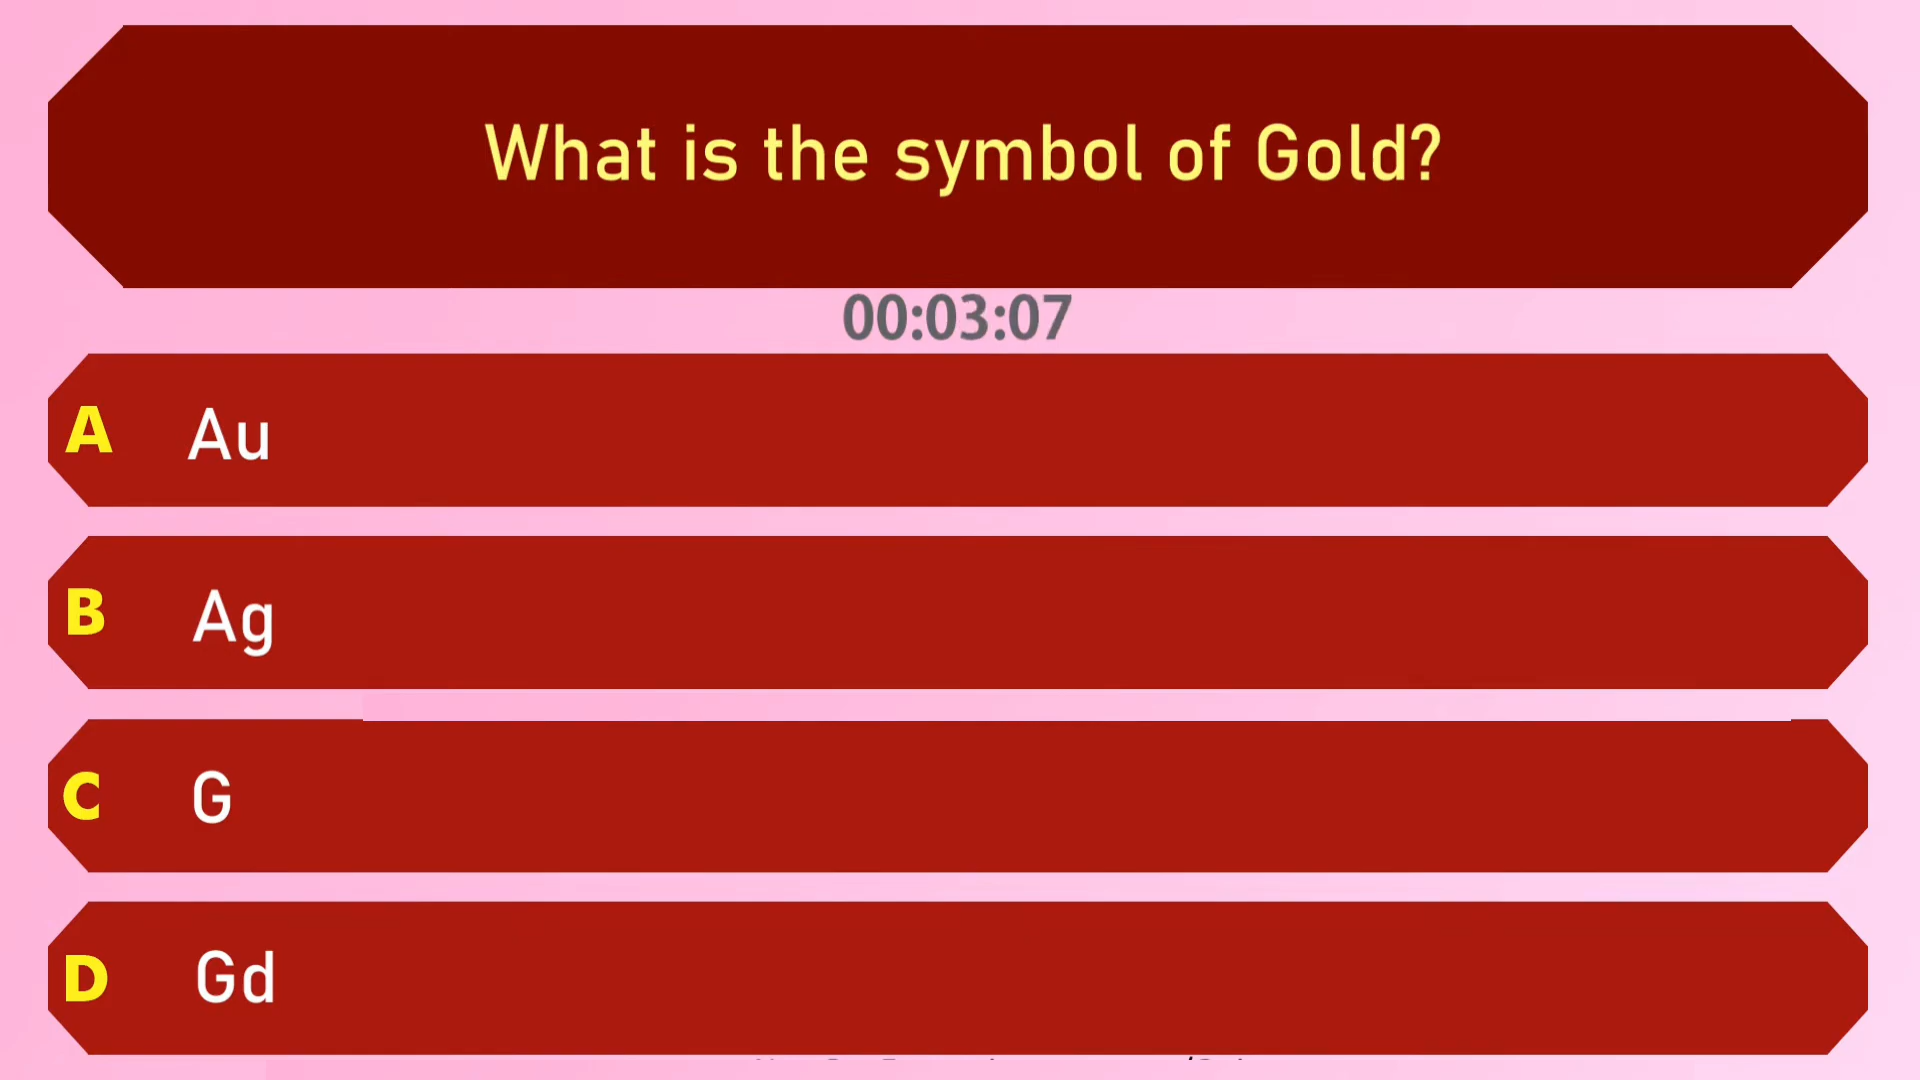 What is the symbol of Gold?
00:03:07
A Au
B Ag
C G
D Gd